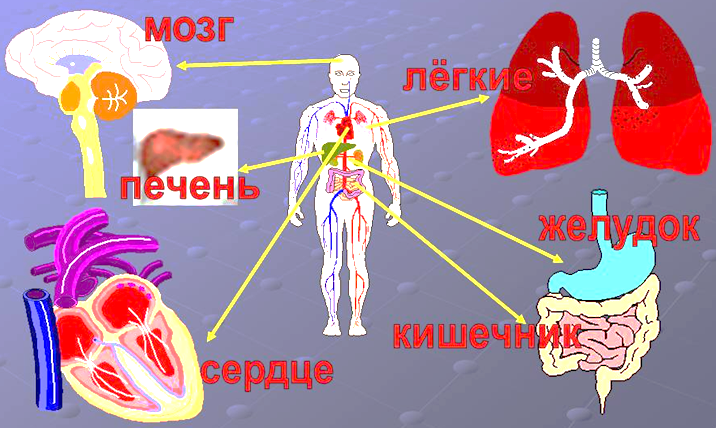 мозг
лёгкие
печень
желудок
кишечник
сердце